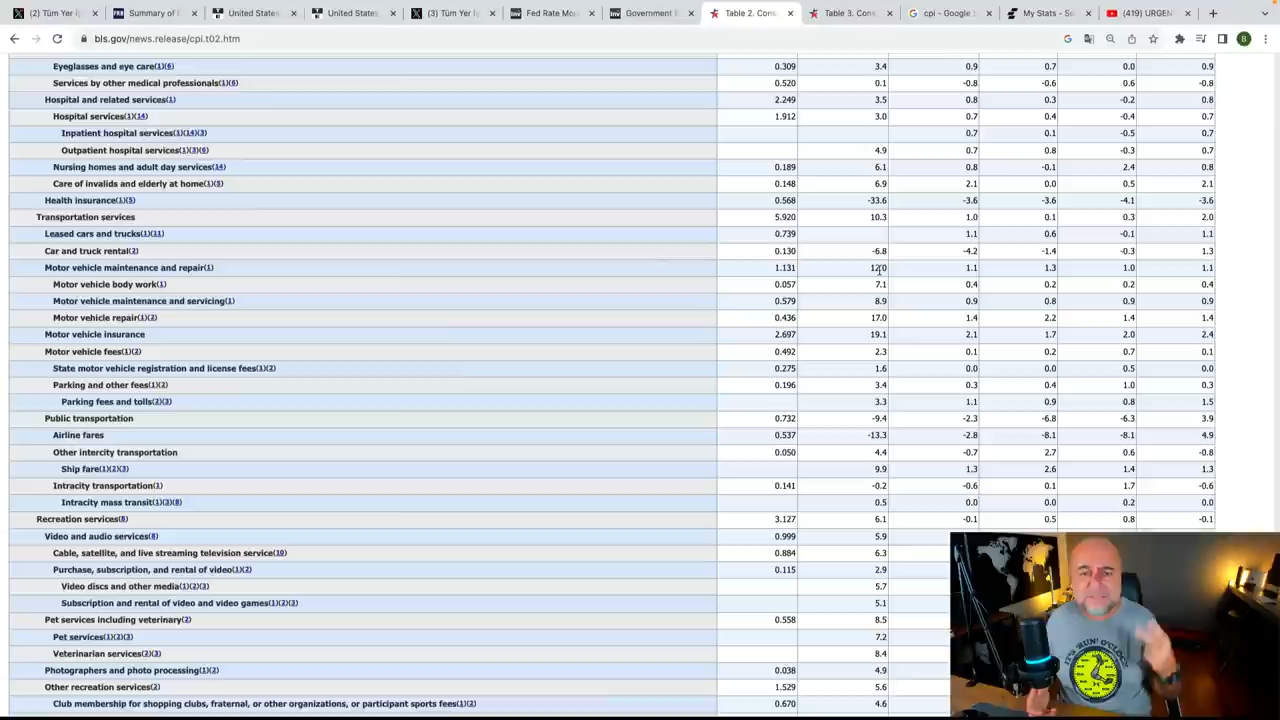 (2) Tüm Yer İ
Summary of
United States
United States
(3) Tüm Yer İş
Fed Rate Mo
Government
Table 2. Con
Table 3. Cons
cpi - Google
My Stats - Se
(419) URGEN
bls.gov/news.release/cpi.t02.htm
B
Eyeglasses and eye care(1)(6) 0.309 3.4 0.9 0.7 0.0 0.9
Services by other medical professionals(1)(6) 0.520 0.1 -0.8 -0.6 0.6 -0.8
Hospital and related services(1) 2.249 3.5 0.8 0.3 -0.2 0.8
Hospital services(1)(14) 1.912 3.0 0.7 0.4 -0.4 0.7
Inpatient hospital services(1)(14)(3) 0.7 0.1 -0.5 0.7
Outpatient hospital services(1)(3)(6) 4.9 0.7 0.8 -0.3 0.7
Nursing homes and adult day services(14) 0.189 6.1 0.8 -0.1 2.4 0.8
Care of invalids and elderly at home(1)(5) 0.148 6.9 2.1 0.0 0.5 2.1
Health insurance(1)(5) 0.568 -33.6 -3.6 -3.6 -4.1 -3.6
Transportation services 5.920 10.3 1.0 0.1 0.3 2.0
Leased cars and trucks(1)(11) 0.739 1.1 0.6 -0.1 1.1
Car and truck rental(2) 0.130 -6.8 -4.2 -1.4 -0.3 1.3
Motor vehicle maintenance and repair(1) 1.131 12.0 1.1 1.3 1.0 1.1
Motor vehicle body work(1) 0.057 7.1 0.4 0.2 0.2 0.4
Motor vehicle maintenance and servicing(1) 0.579 8.9 0.9 0.8 0.9 0.9
Motor vehicle repair(1)(2) 0.436 17.0 1.4 2.2 1.4 1.4
Motor vehicle insurance 2.697 19.1 2.1 1.7 2.0 2.4
Motor vehicle fees(1)(2) 0.492 2.3 0.1 0.2 0.7 0.1
State motor vehicle registration and license fees(1)(2) 0.275 1.6 0.0 0.0 0.5 0.0
Parking and other fees(1)(2) 0.196 3.4 0.3 0.4 1.0 0.3
Parking fees and tolls(2)(3) 3.3 1.1 0.9 0.8 1.5
Public transportation 0.732 -9.4 -2.3 -6.8 -6.3 3.9
Airline fares 0.537 -13.3 -2.8 -8.1 -8.1 4.9
Other intercity transportation 0.050 4.4 -0.7 2.7 0.6 -0.8
Ship fare(1)(2)(3) 9.9 1.3 2.6 1.4 1.3
Intracity transportation(1) 0.141 -0.2 -0.6 0.1 1.7 -0.6
Intracity mass transit(1)(3)(8) 0.5 0.0 0.0 0.2 0.0
Recreation services(8) 3.127 6.1 -0.1 0.5 0.8 -0.1
Video and audio services(8) 0.999 5.9
Cable, satellite, and live streaming television service(10) 0.884 6.3
Purchase, subscription, and rental of video(1)(2) 0.115 2.9
Video discs and other media(1)(2)(3) 5.7
Subscription and rental of video and video games(1)(2)(3) 5.1
Pet services including veterinary(2) 0.558 8.5
Pet services(1)(2)(3) 7.2
Veterinarian services(2)(3) 8.4
Photographers and photo processing(1)(2) 0.038 4.9
Other recreation services(2) 1.529 5.6
Club membership for shopping clubs, fraternal, or other organizations, or participant sports fees(1)(2) 0.670 4.6